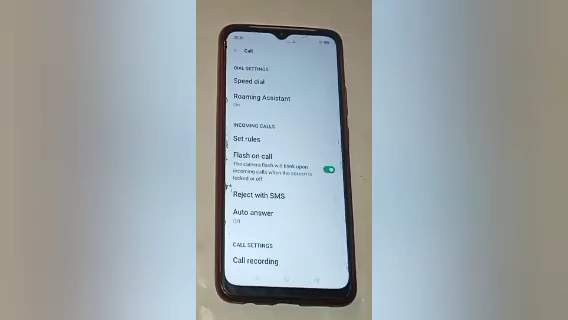 Call
DIAL SETTINGS
Speed dial
Roaming Assistant
On
INCOMING CALLS
Set rules
Flash on call
The camera flash will blink upon
incoming calls when the screen is
locked or off
Reject with SMS
Auto answer
Off
CALL SETTINGS
Call recording